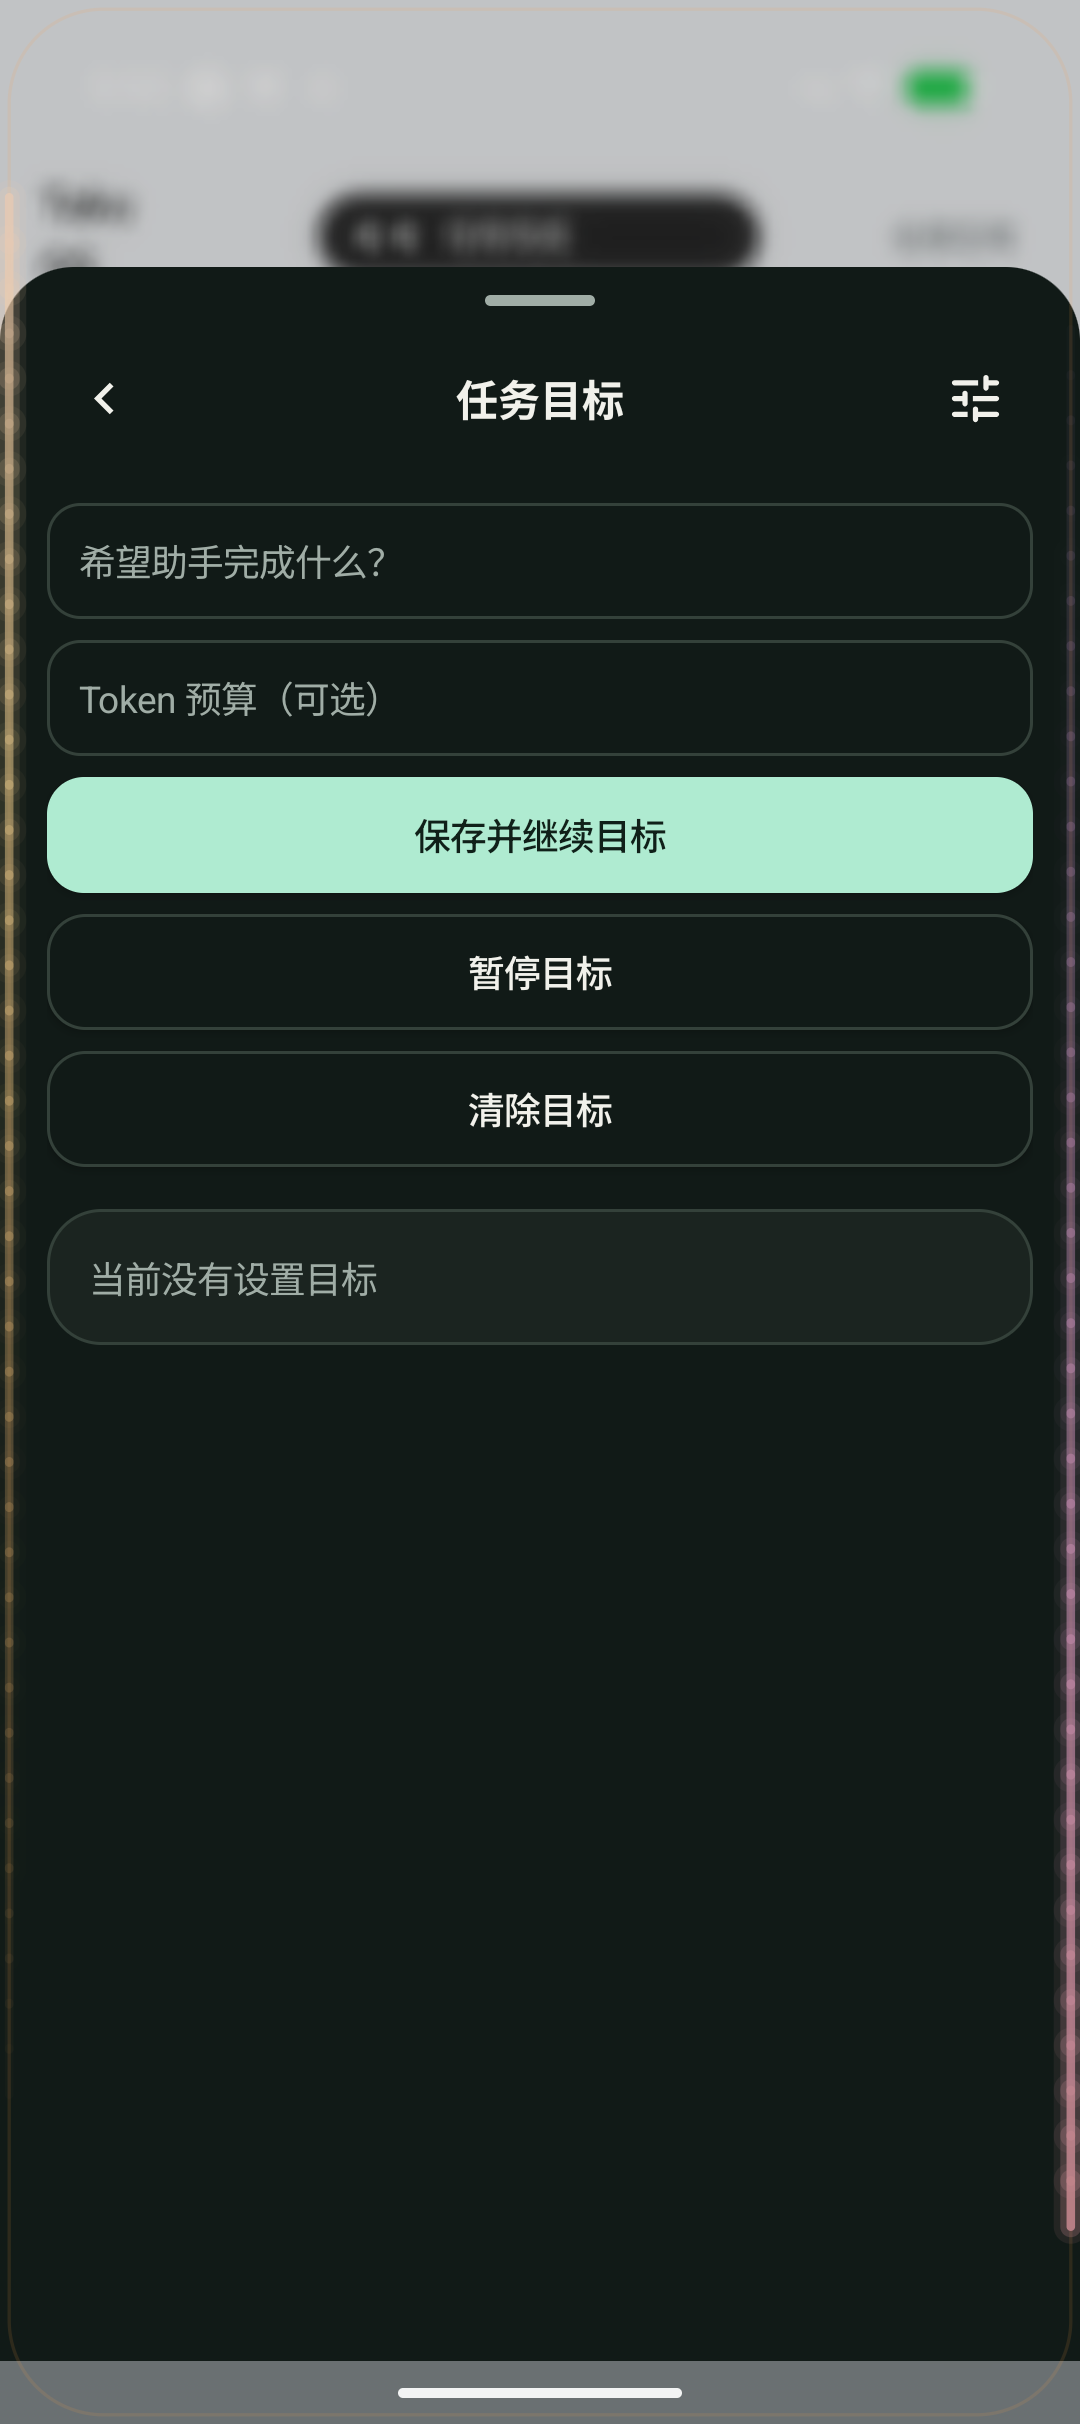 任务目标
希望助手完成什么？
Token 预算（可选）
保存并继续目标
暂停目标
清除目标
当前没有设置目标